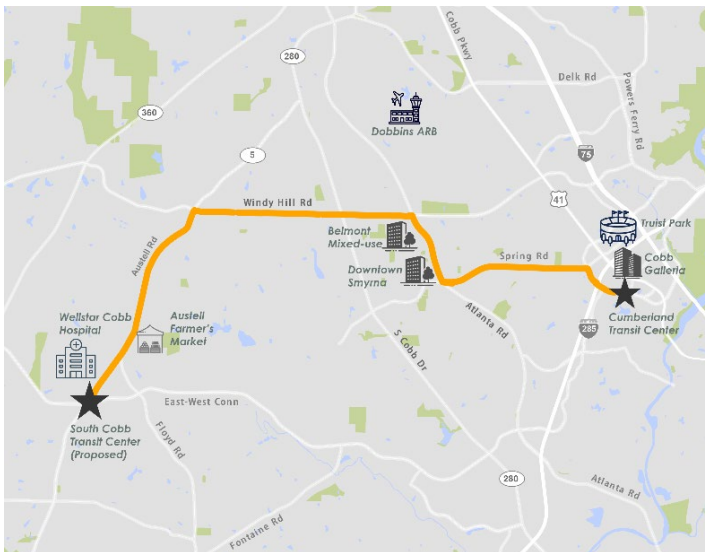 Cobb
Pkwy
280
Delk Rd
Powers Ferry Rd
360
Dobbins ARB
5
75
Windy Hill Rd
41
Truist Park
Belmont
Mixed-use
Austell Rd
Spring Rd
Cobb
Galleria
Downtown
Smyrna
Wellstar Cobb
Hospital
Austell
Farmer's
Market
Atlanta Rd
Cumberland
Transit Center
285
S Cobb Dr
East-West Conn
South Cobb
Transit Center
(Proposed)
Floyd Rd
280
Atlanta Rd
Fontaine Rd